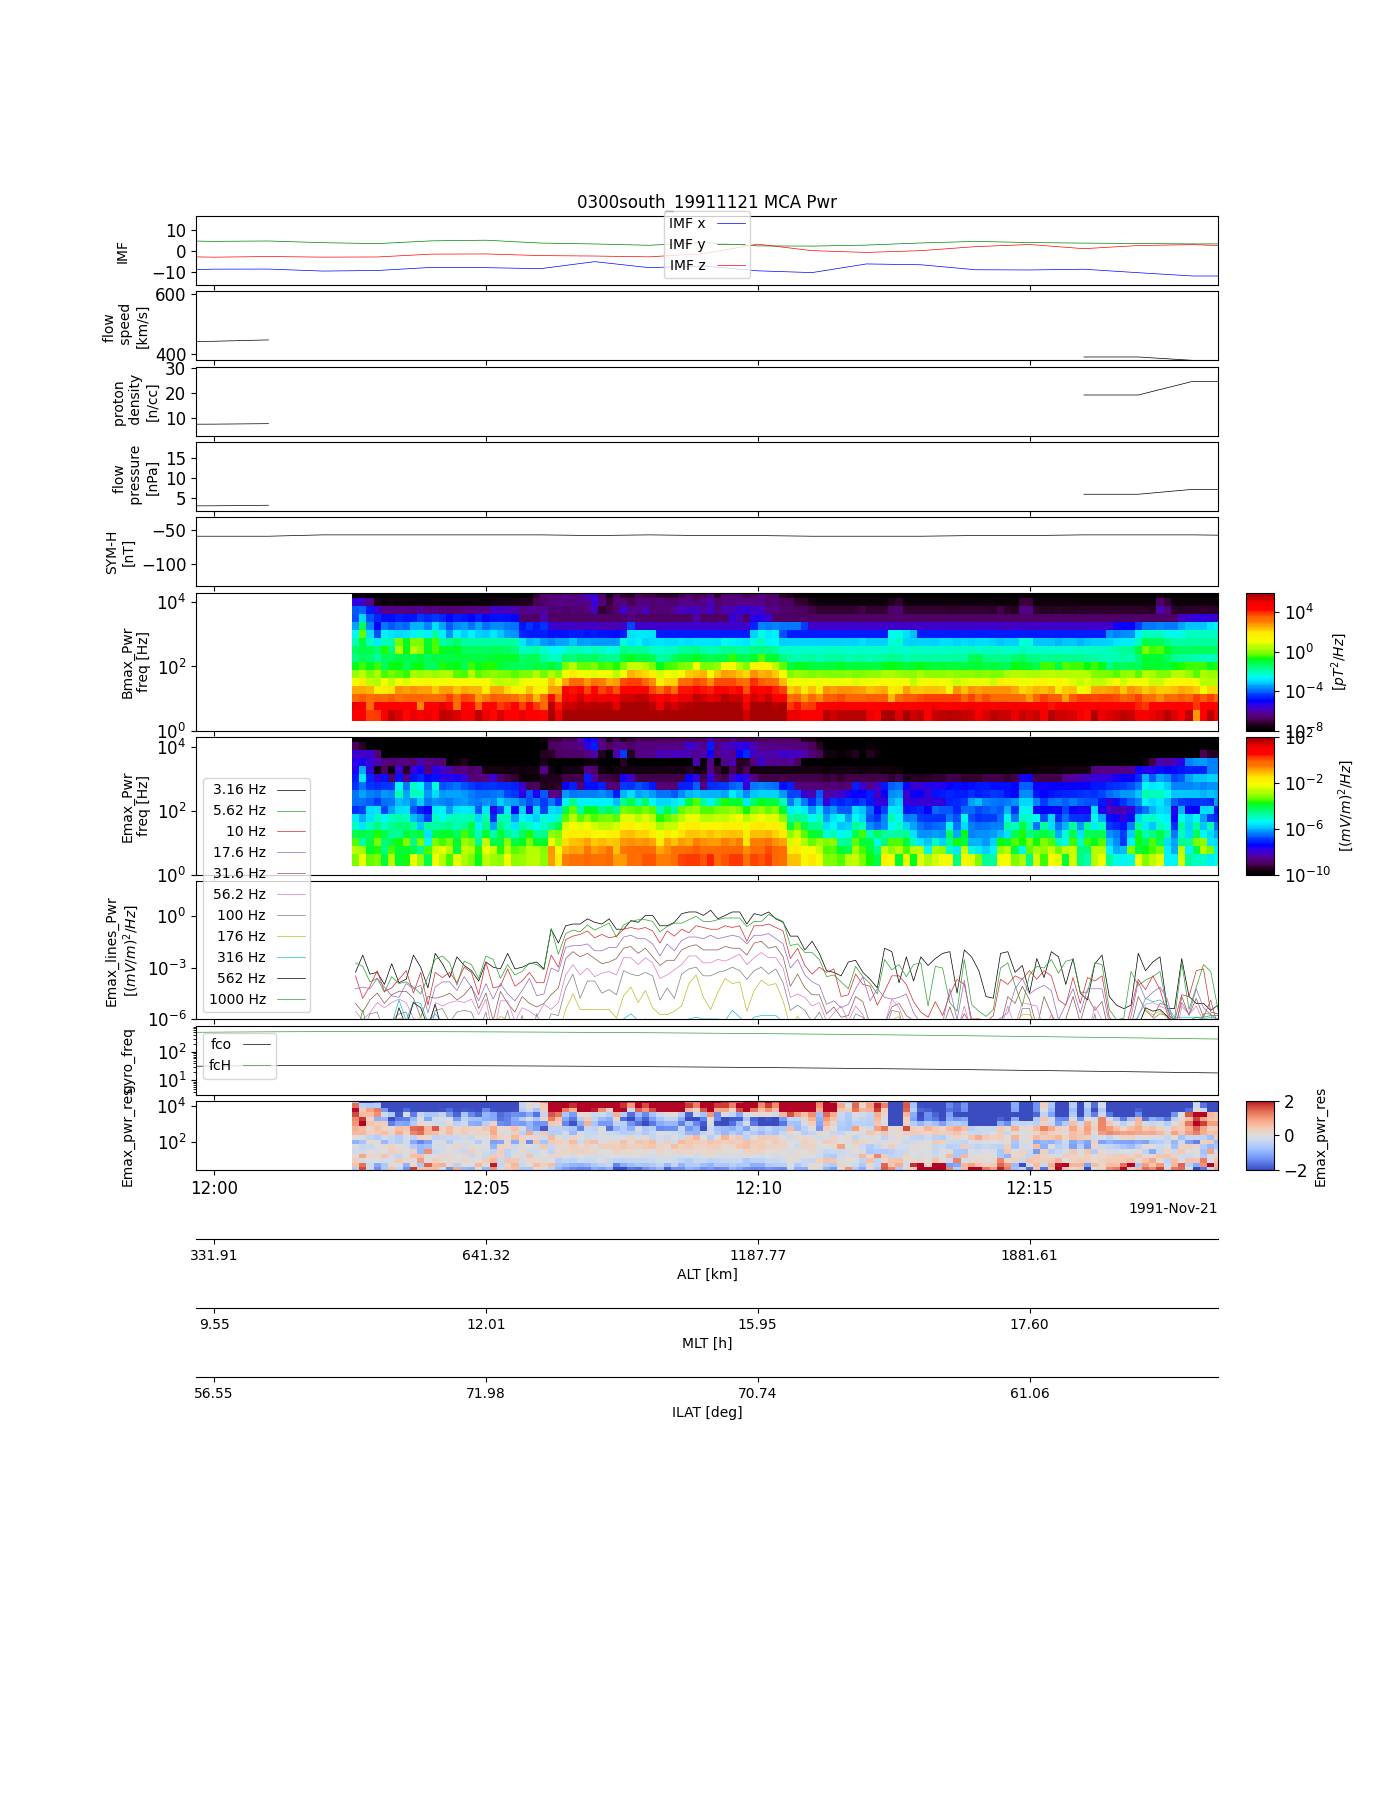 0300south_19911121 MCA Pwr
10
0
−10
IMF
IMF x
IMF y
IMF z
600
400
flow
speed
[km/s]
30
20
10
proton
density
[n/cc]
15
10
5
flow
pressure
[nPa]
−50
−100
SYM-H
[nT]
10^4
10^2
10^0
Bmax_Pwr
freq [Hz]
10^4
10^0
10^−4
10^−8
[pT^2/Hz]
10^4
10^2
10^0
Emax_Pwr
freq [Hz]
10^2
10^−2
10^−6
10^−10
[(mV/m)^2/Hz]
3.16 Hz
5.62 Hz
10 Hz
17.6 Hz
31.6 Hz
56.2 Hz
100 Hz
176 Hz
316 Hz
562 Hz
1000 Hz
10^0
10^−3
10^−6
Emax_lines_Pwr
[(mV/m)^2/Hz]
10^2
10^1
gyro_freq
fco
fcH
10^4
10^2
Emax_pwr_res
2
0
−2
Emax_pwr_res
12:00 12:05 12:10 12:15
1991-Nov-21
331.91 641.32 1187.77 1881.61
ALT [km]
9.55 12.01 15.95 17.60
MLT [h]
56.55 71.98 70.74 61.06
ILAT [deg]